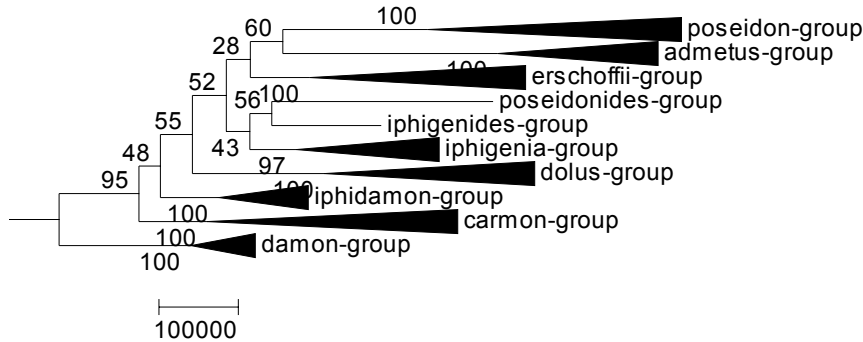 60 100 poseidon-group
28 admetus-group
100 erschoffii-group
52 56 100 poseidonides-group
55 iphigenides-group
43 iphigenia-group
48 97 dolus-group
95 100 iphidamon-group
100 carmon-group
100 damon-group
100
100000